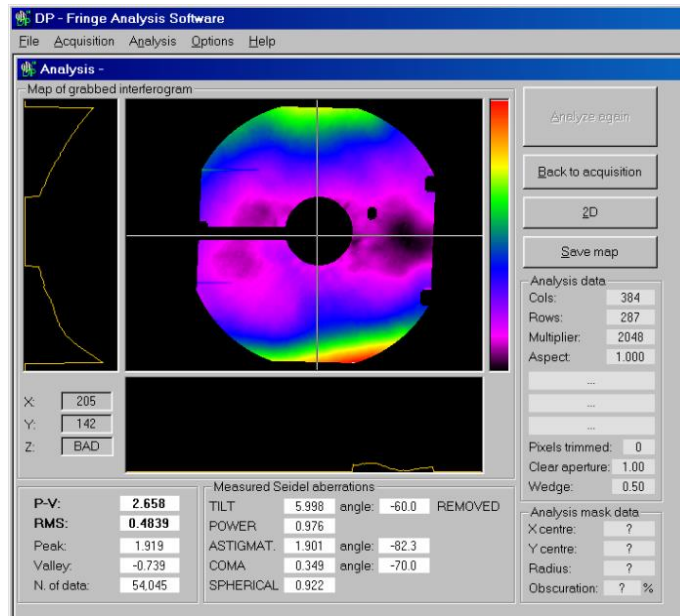 DP - Fringe Analysis Software
File Acquisition Analysis Options Help
Analysis -
Map of grabbed interferogram
Analyze again
Back to acquisition
2D
Save map
Analysis data
Cols: 384
Rows: 287
Multiplier: 2048
Aspect: 1.000
...
...
...
Pixels trimmed: 0
Clear aperture: 1.00
Wedge: 0.50
X: 205
Y: 142
Z: BAD
P-V: 2.658
RMS: 0.4839
Peak: 1.919
Valley: -0.739
N. of data: 54,045
Measured Seidel aberrations
TILT 5.998 angle: -60.0 REMOVED
POWER 0.976
ASTIGMAT. 1.901 angle: -82.3
COMA 0.349 angle: -70.0
SPHERICAL 0.922
Analysis mask data
X centre: ?
Y centre: ?
Radius: ?
Obscuration: ? %